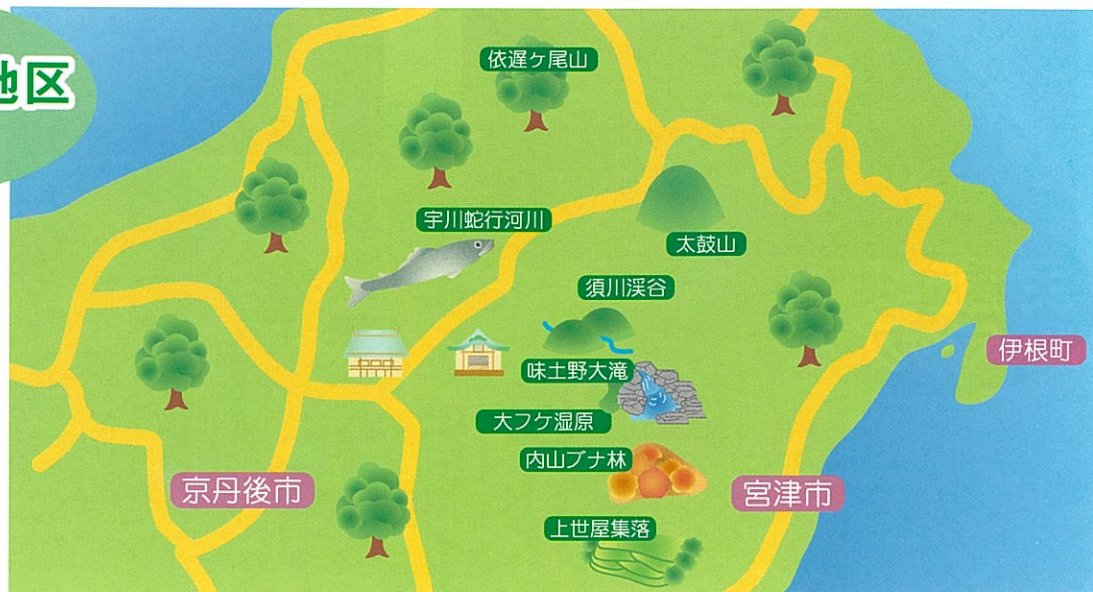 地区
依遅ヶ尾山
宇川蛇行河川
太鼓山
須川渓谷
伊根町
味土野大滝
大フケ湿原
内山ブナ林
京丹後市
宮津市
上世屋集落